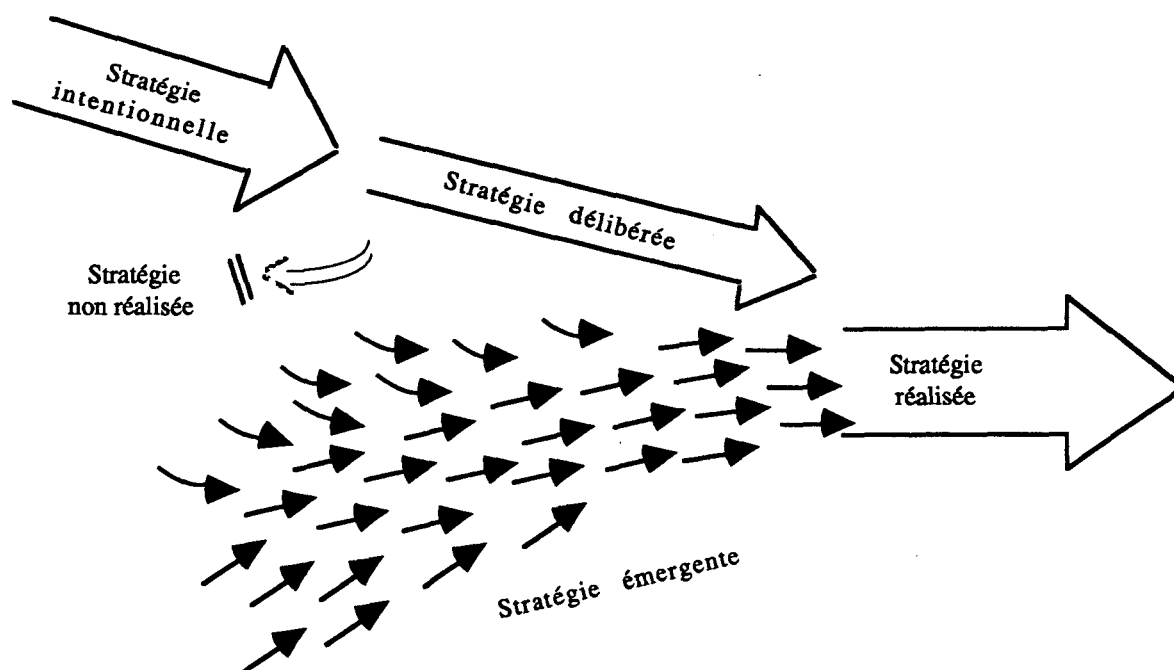 Stratégie
intentionnelle
Stratégie délibérée
Stratégie
non réalisée
Stratégie
réalisée
Stratégie émergente